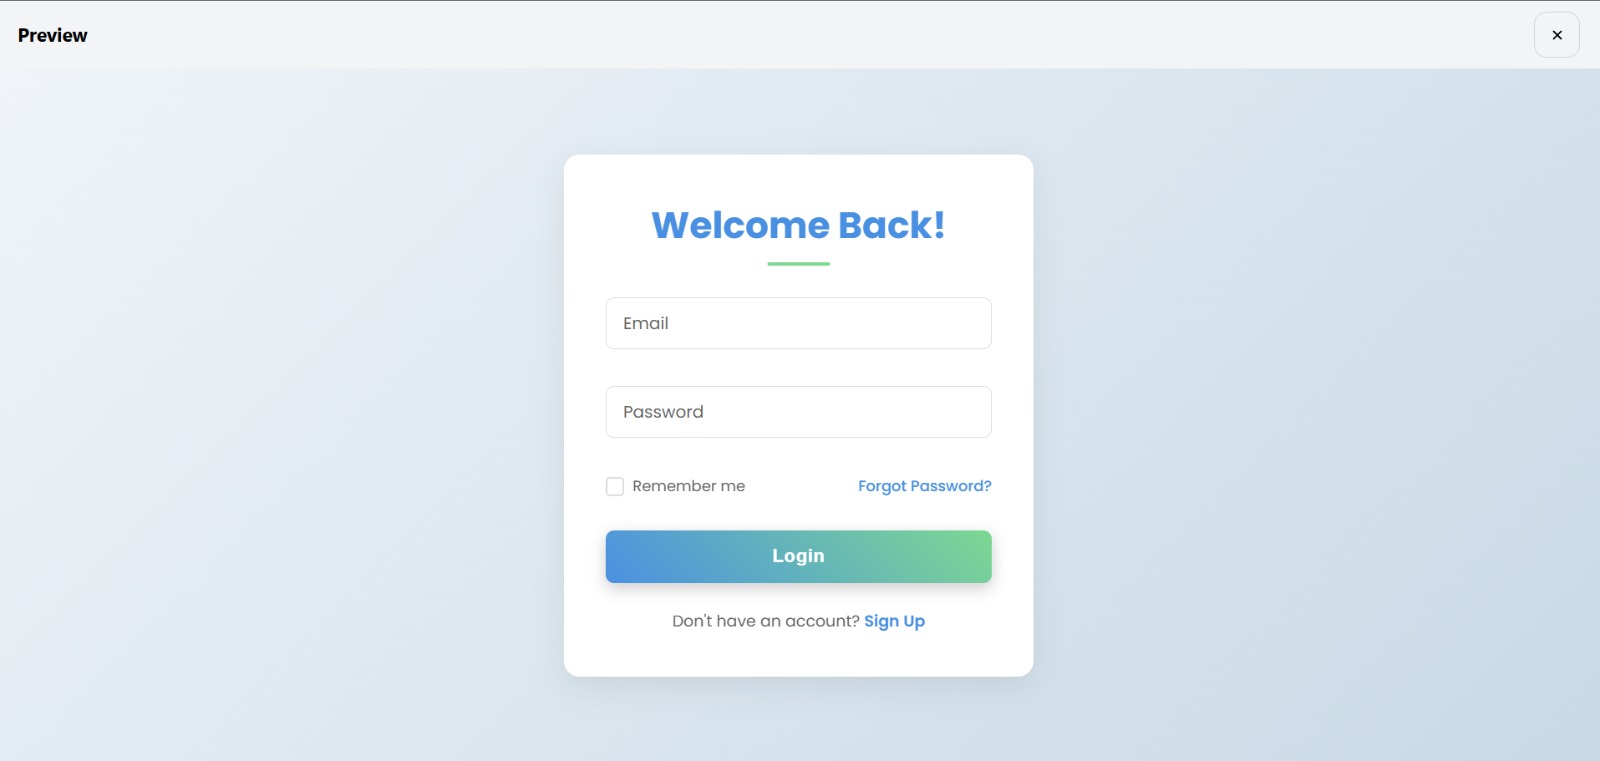 Preview
Welcome Back!
Email
Password
Remember me
Forgot Password?
Login
Don't have an account? Sign Up